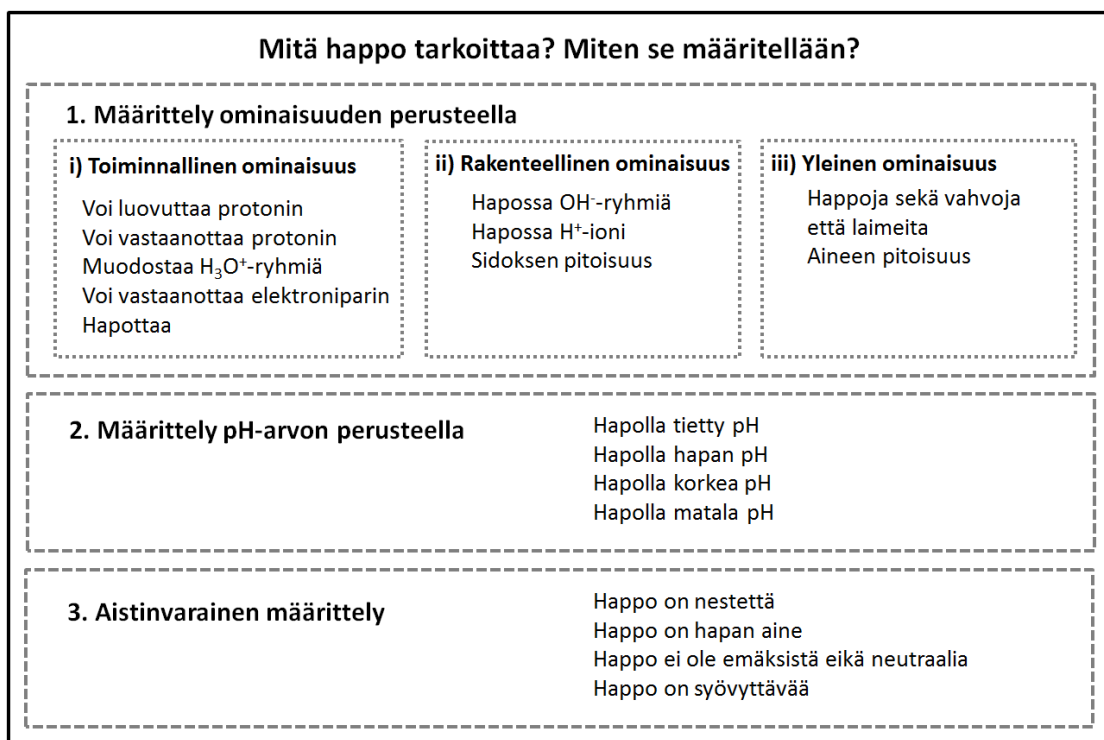 Mitä happo tarkoittaa? Miten se määritellään?
1. Määrittely ominaisuuden perusteella
i) Toiminnallinen ominaisuus
Voi luovuttaa protonin
Voi vastaanottaa protonin
Muodostaa H₃O⁺-ryhmiä
Voi vastaanottaa elektroniparin
Hapottaa
ii) Rakenteellinen ominaisuus
Hapossa OH⁻-ryhmiä
Hapossa H⁺-ioni
Sidoksen pitoisuus
iii) Yleinen ominaisuus
Happoja sekä vahvoja
että laimeita
Aineen pitoisuus
2. Määrittely pH-arvon perusteella
Hapolla tietty pH
Hapolla hapan pH
Hapolla korkea pH
Hapolla matala pH
3. Aistinvarainen määrittely
Happo on nestettä
Happo on hapan aine
Happo ei ole emäksistä eikä neutraalia
Happo on syövyttävää